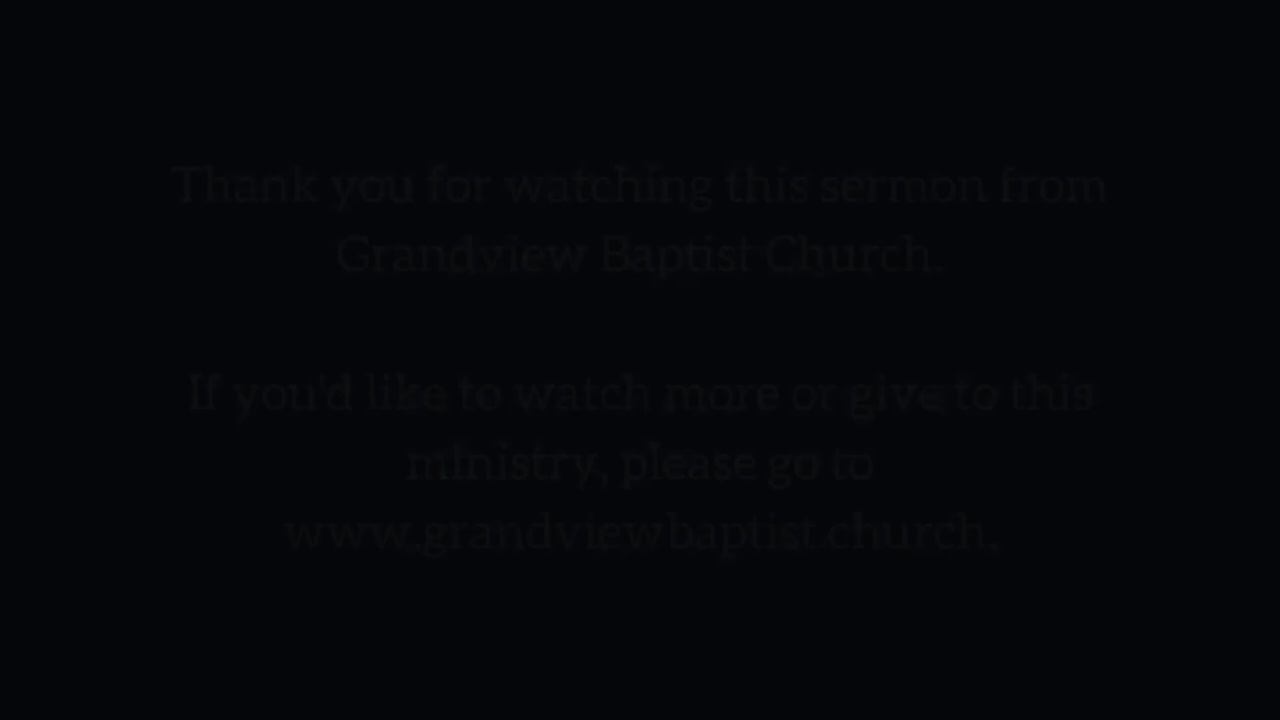 Thank you for watching this sermon from
Grandview Baptist Church.
If you'd like to watch more or give to this
ministry, please go to
www.grandviewbaptist.church.